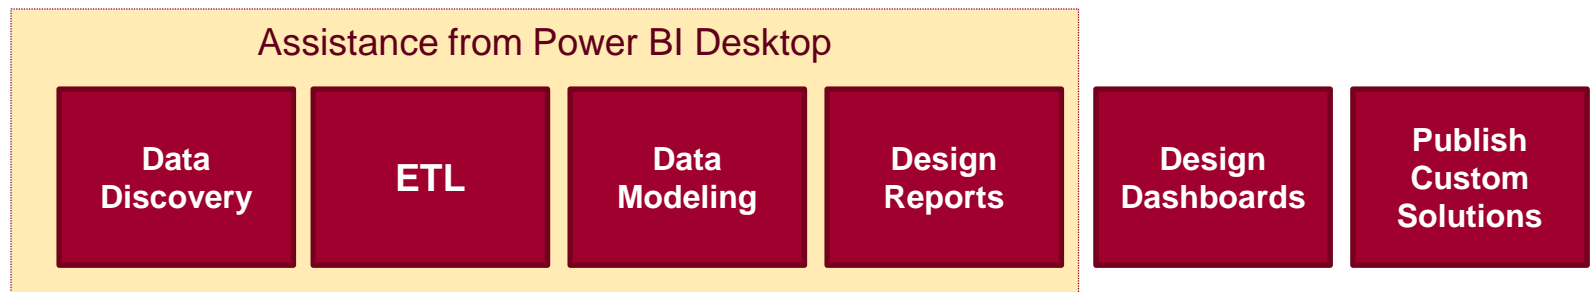 Assistance from Power BI Desktop
Data
Discovery
ETL
Data
Modeling
Design
Reports
Design
Dashboards
Publish
Custom
Solutions